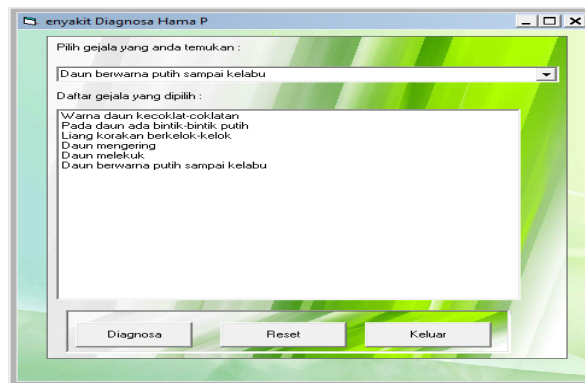 enyakit Diagnosa Hama P
Pilih gejala yang anda temukan :
Daun berwarna putih sampai kelabu
Daftar gejala yang dipilih :
Warna daun kecoklat-coklatan
Pada daun ada bintik-bintik putih
Liang korakan berkelok-kelok
Daun mengering
Daun melekuk
Daun berwarna putih sampai kelabu
Diagnosa Reset Keluar